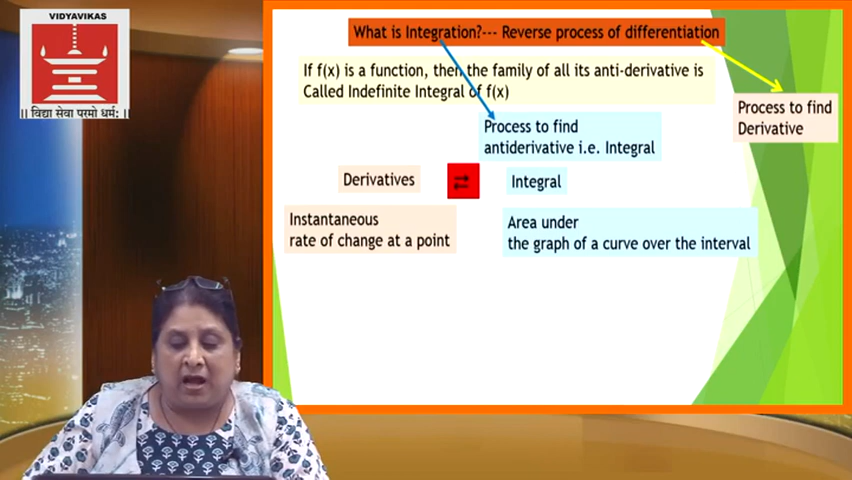 VIDYAVIKAS
॥ विद्या सेवा परमो धर्म: ॥
What is Integration?--- Reverse process of differentiation
If f(x) is a function, then the family of all its anti-derivative is
Called Indefinite Integral of f(x)
Process to find
Derivative
Process to find
antiderivative i.e. Integral
Derivatives
Integral
Instantaneous
rate of change at a point
Area under
the graph of a curve over the interval